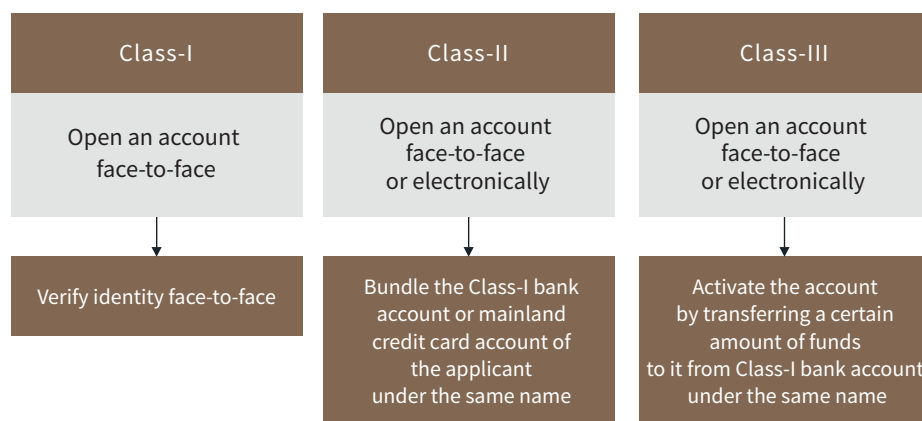 Class-I
Open an account
face-to-face
Verify identity face-to-face
Class-II
Open an account
face-to-face
or electronically
Bundle the Class-I bank
account or mainland
credit card account of
the applicant
under the same name
Class-III
Open an account
face-to-face
or electronically
Activate the account
by transferring a certain
amount of funds
to it from Class-I bank account
under the same name